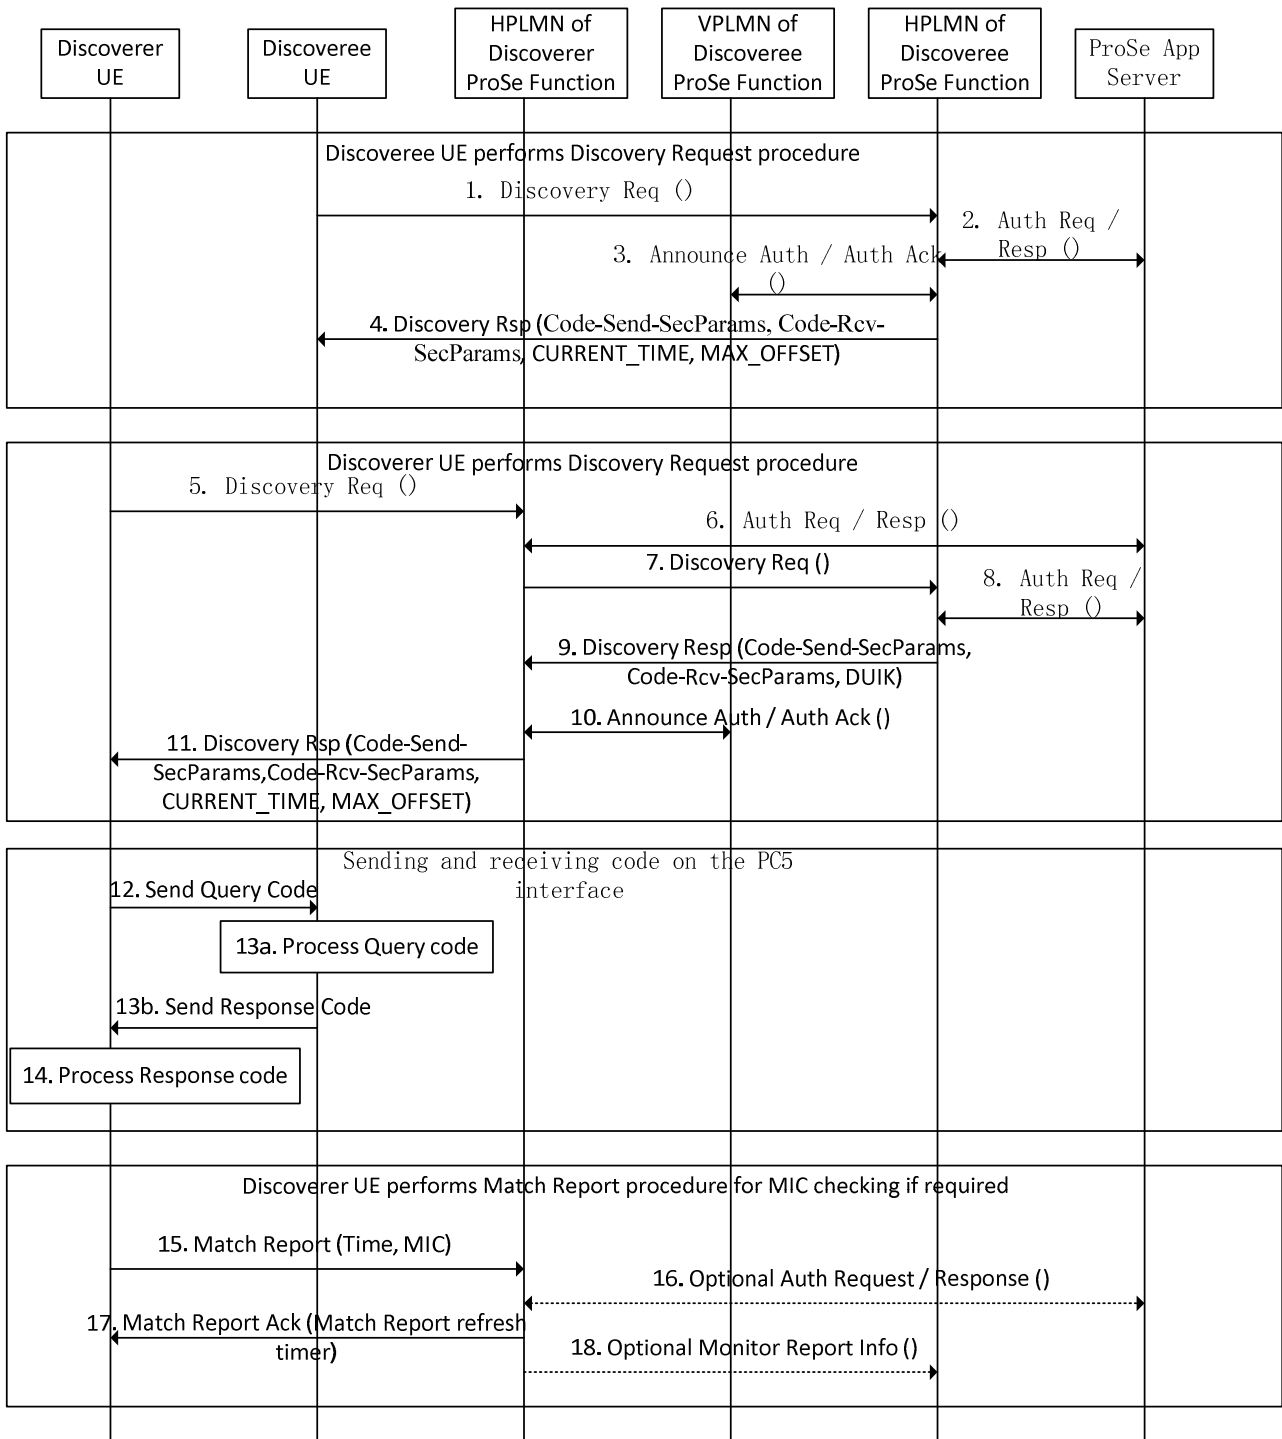 Discoverer
UE
Discoveree
UE
HPLMN of
Discoverer
ProSe Function
VPLMN of
Discoveree
ProSe Function
HPLMN of
Discoveree
ProSe Function
ProSe App
Server
Discoveree UE performs Discovery Request procedure
1. Discovery Req ()
2. Auth Req /
Resp ()
3. Announce Auth / Auth Ack
()
4. Discovery Rsp (Code-Send-SecParams, Code-Rcv-
SecParams, CURRENT_TIME, MAX_OFFSET)
Discoverer UE performs Discovery Request procedure
5. Discovery Req ()
6. Auth Req / Resp ()
7. Discovery Req ()
8. Auth Req /
Resp ()
9. Discovery Resp (Code-Send-SecParams,
Code-Rcv-SecParams, DUIK)
10. Announce Auth / Auth Ack ()
11. Discovery Rsp (Code-Send-
SecParams,Code-Rcv-SecParams,
CURRENT_TIME, MAX_OFFSET)
Sending and receiving code on the PC5
interface
12. Send Query Code
13a. Process Query code
13b. Send Response Code
14. Process Response code
Discoverer UE performs Match Report procedure for MIC checking if required
15. Match Report (Time, MIC)
16. Optional Auth Request / Response ()
17. Match Report Ack (Match Report refresh
timer)
18. Optional Monitor Report Info ()